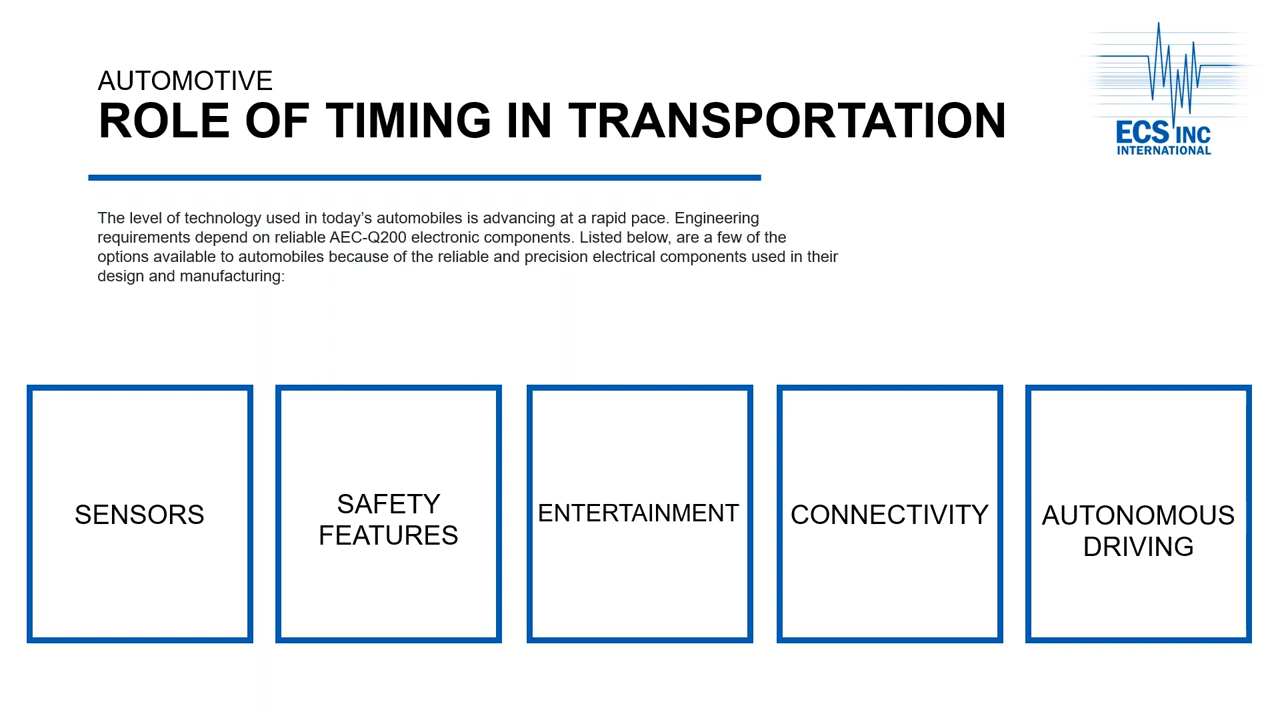 AUTOMOTIVE
ROLE OF TIMING IN TRANSPORTATION
ECS INC
INTERNATIONAL
The level of technology used in today’s automobiles is advancing at a rapid pace. Engineering
requirements depend on reliable AEC-Q200 electronic components. Listed below, are a few of the
options available to automobiles because of the reliable and precision electrical components used in their
design and manufacturing:
SENSORS
SAFETY
FEATURES
ENTERTAINMENT
CONNECTIVITY
AUTONOMOUS
DRIVING